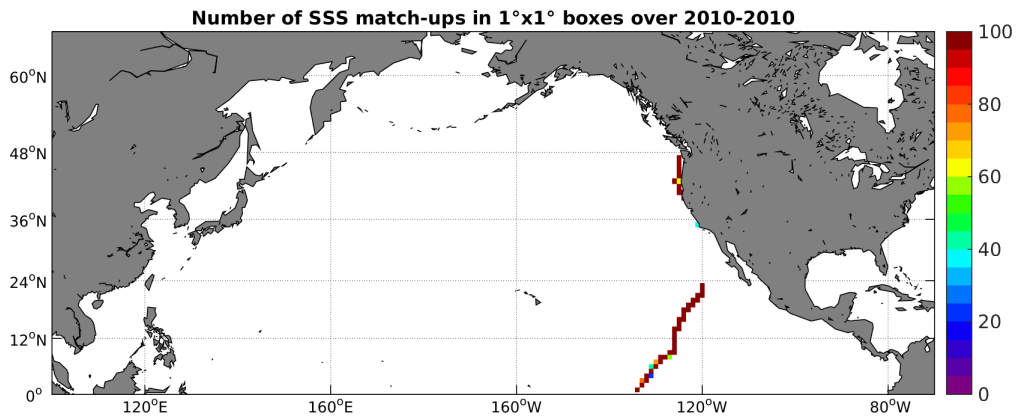 Number of SSS match-ups in 1°x1° boxes over 2010-2010
60°N
48°N
36°N
24°N
12°N
0°
120°E
160°E
160°W
120°W
80°W
100
80
60
40
20
0